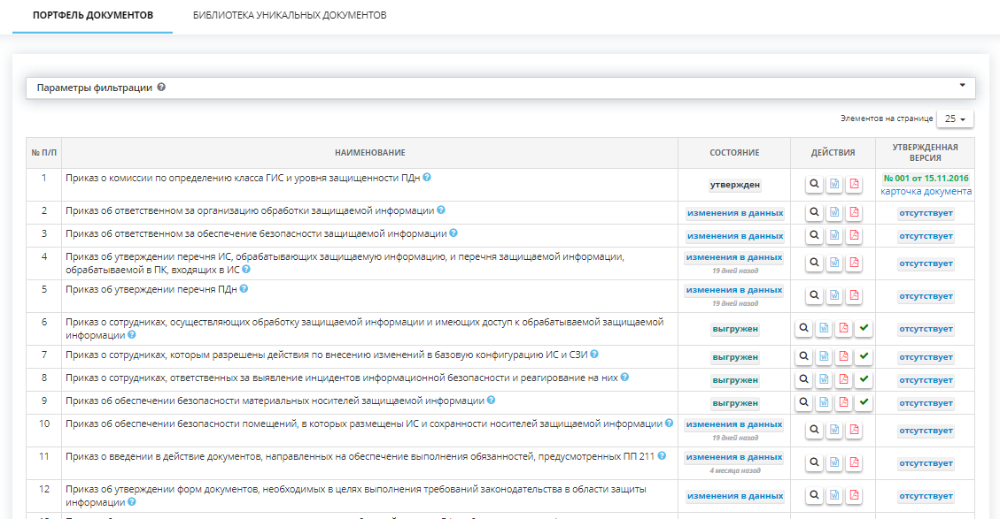 ПОРТФЕЛЬ ДОКУМЕНТОВ
БИБЛИОТЕКА УНИКАЛЬНЫХ ДОКУМЕНТОВ
Параметры фильтрации
Элементов на странице 25
№ П/П НАИМЕНОВАНИЕ СОСТОЯНИЕ ДЕЙСТВИЯ УТВЕРЖДЕННАЯ
ВЕРСИЯ
1 Приказ о комиссии по определению класса ГИС и уровня защищенности ПДн утвержден № 001 от 15.11.2016
карточка документа
2 Приказ об ответственном за организацию обработки защищаемой информации изменения в данных отсутствует
3 Приказ об ответственном за обеспечение безопасности защищаемой информации изменения в данных отсутствует
4 Приказ об утверждении перечня ИС, обрабатывающих защищаемую информацию, и перечня защищаемой информации, изменения в данных отсутствует
обрабатываемой в ПК, входящих в ИС 19 дней назад
5 Приказ об утверждении перечня ПДн изменения в данных отсутствует
19 дней назад
6 Приказ о сотрудниках, осуществляющих обработку защищаемой информации и имеющих доступ к обрабатываемой защищаемой выгружен отсутствует
информации
7 Приказ о сотрудниках, которым разрешены действия по внесению изменений в базовую конфигурацию ИС и СЗИ выгружен отсутствует
8 Приказ о сотрудниках, ответственных за выявление инцидентов информационной безопасности и реагирование на них выгружен отсутствует
9 Приказ об обеспечении безопасности материальных носителей защищаемой информации выгружен отсутствует
10 Приказ об обеспечении безопасности помещений, в которых размещены ИС и сохранности носителей защищаемой информации изменения в данных отсутствует
19 дней назад
11 Приказ о введении в действие документов, направленных на обеспечение выполнения обязанностей, предусмотренных ПП 211 изменения в данных отсутствует
4 месяца назад
12 Приказ об утверждении форм документов, необходимых в целях выполнения требований законодательства в области защиты изменения в данных отсутствует
информации